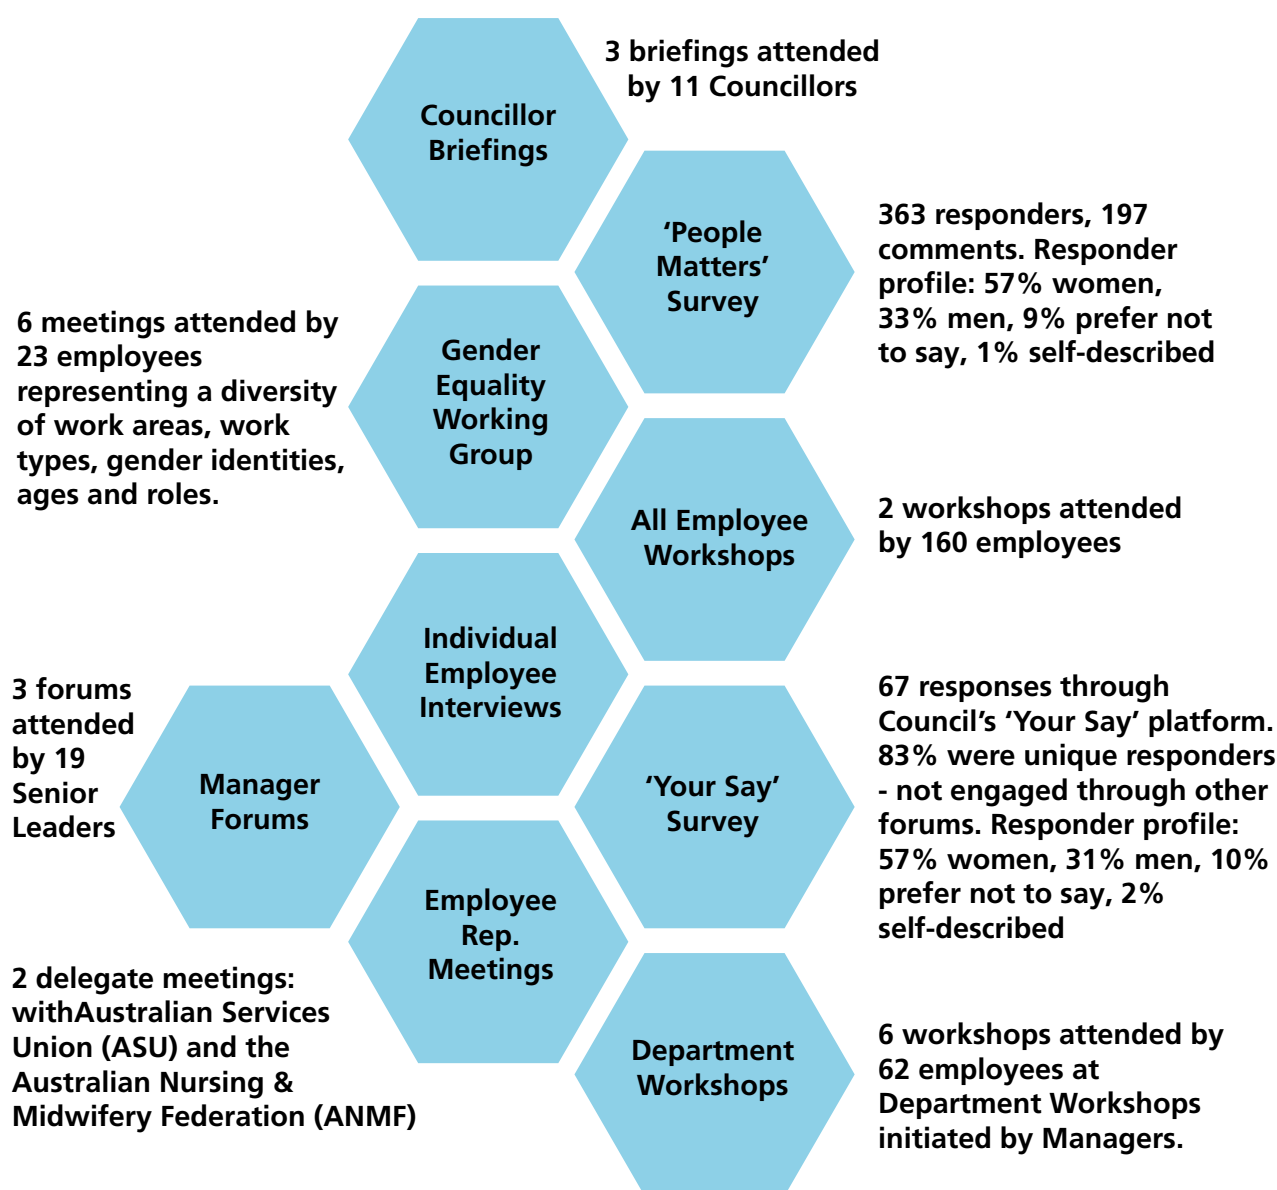 Councillor
Briefings
3 briefings attended
by 11 Councillors
‘People
Matters’
Survey
363 responders, 197
comments. Responder
profile: 57% women,
33% men, 9% prefer not
to say, 1% self-described
6 meetings attended by
23 employees
representing a diversity
of work areas, work
types, gender identities,
ages and roles.
Gender
Equality
Working
Group
All Employee
Workshops
2 workshops attended
by 160 employees
Individual
Employee
Interviews
3 forums
attended
by 19
Senior
Leaders
Manager
Forums
‘Your Say’
Survey
67 responses through
Council’s ‘Your Say’ platform.
83% were unique responders
- not engaged through other
forums. Responder profile:
57% women, 31% men, 10%
prefer not to say, 2%
self-described
Employee
Rep.
Meetings
2 delegate meetings:
withAustralian Services
Union (ASU) and the
Australian Nursing &
Midwifery Federation (ANMF)
Department
Workshops
6 workshops attended by
62 employees at
Department Workshops
initiated by Managers.